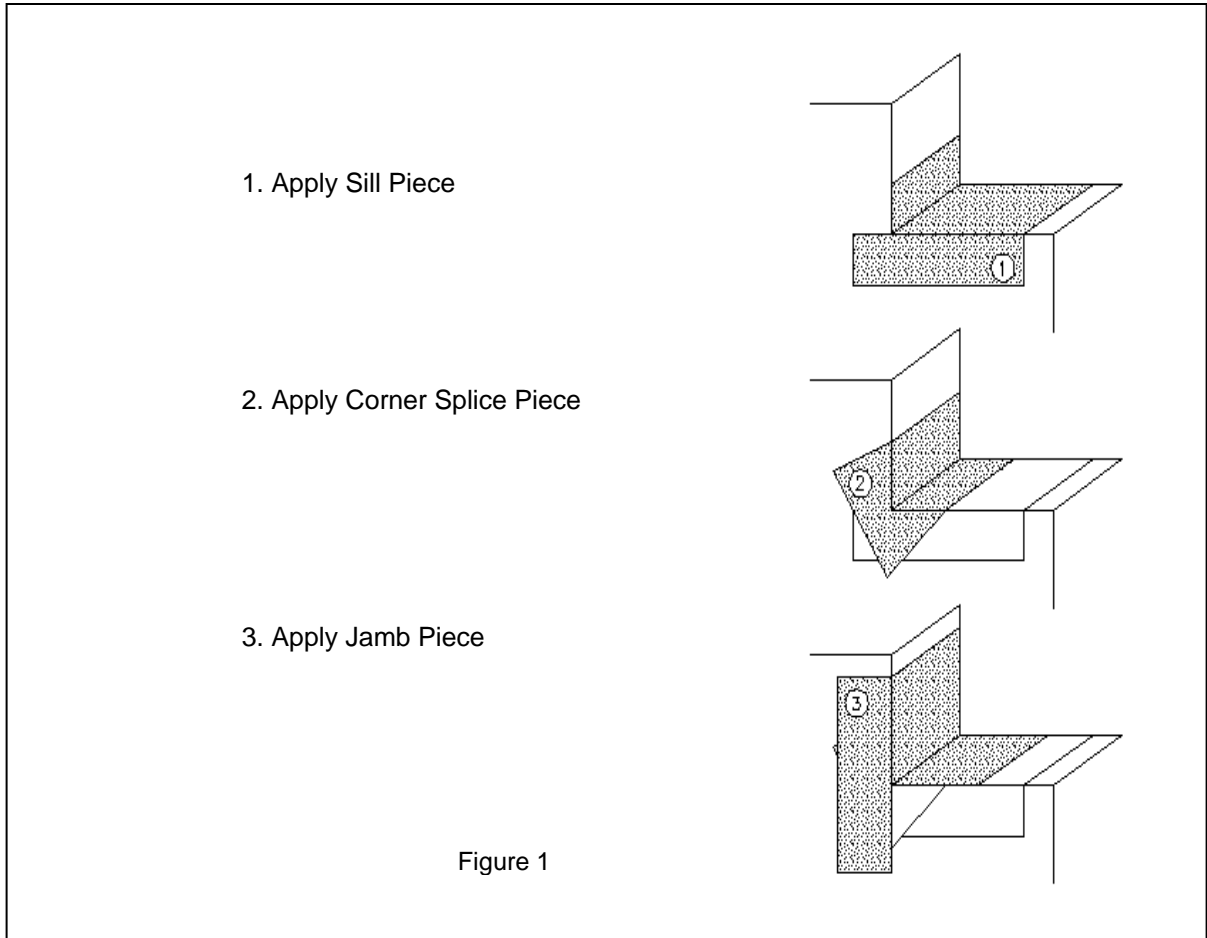 1. Apply Sill Piece
1
2. Apply Corner Splice Piece
2
3. Apply Jamb Piece
3
Figure 1